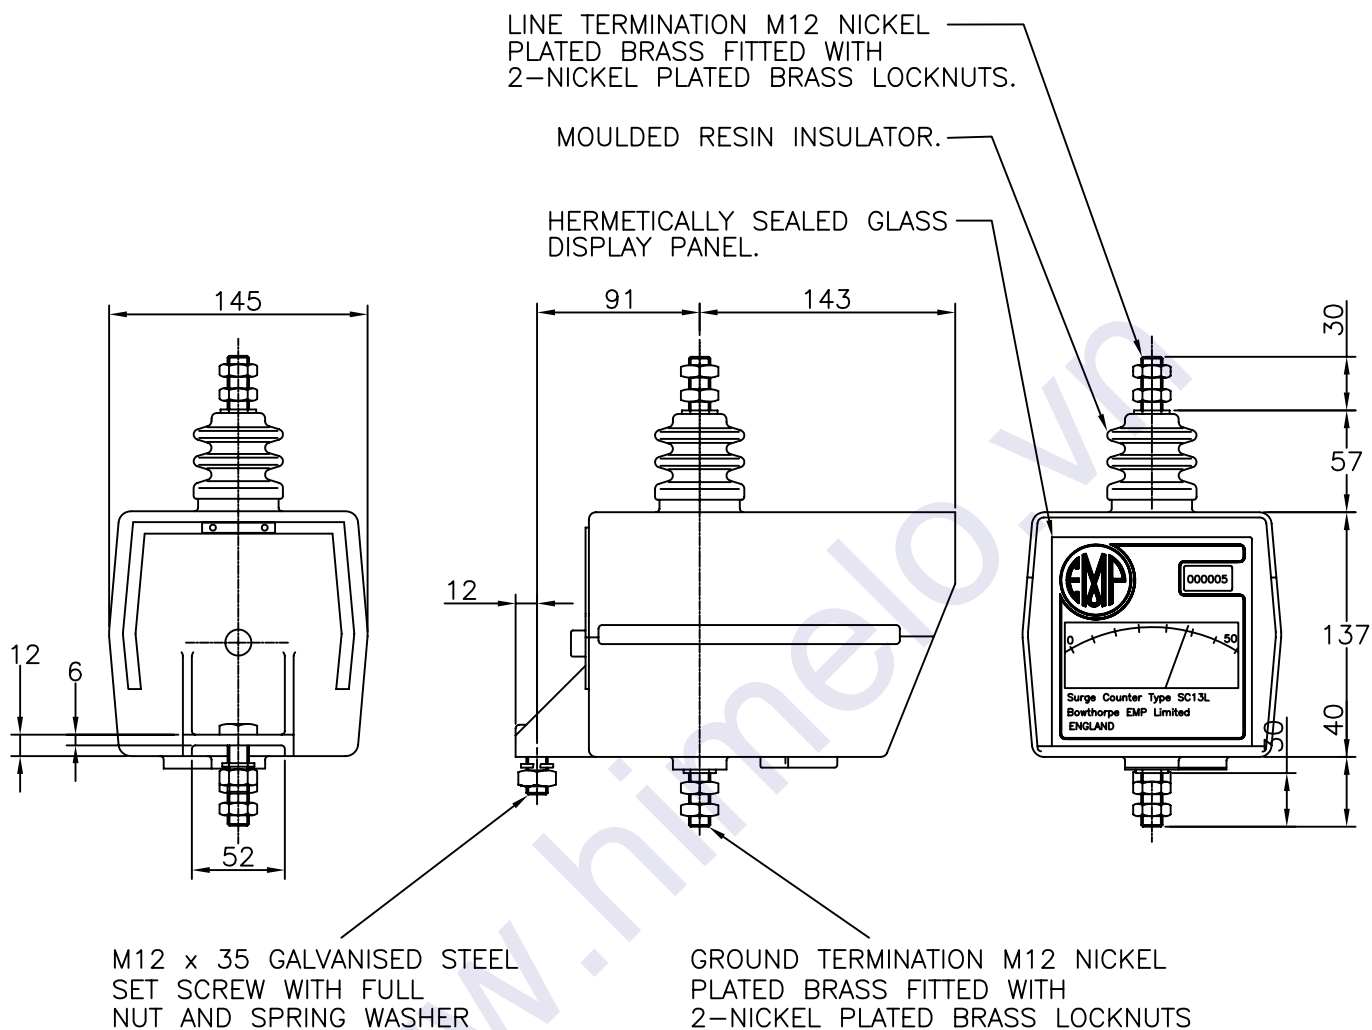 LINE TERMINATION M12 NICKEL
PLATED BRASS FITTED WITH
2-NICKEL PLATED BRASS LOCKNUTS.
MOULDED RESIN INSULATOR.
HERMETICALLY SEALED GLASS
DISPLAY PANEL.
145
91
143
30
57
12
12
6
EMP
000005
0
50
137
Surge Counter Type SC13L
Bowthorpe EMP Limited
ENGLAND
30
40
52
M12 x 35 GALVANISED STEEL
SET SCREW WITH FULL
NUT AND SPRING WASHER
GROUND TERMINATION M12 NICKEL
PLATED BRASS FITTED WITH
2-NICKEL PLATED BRASS LOCKNUTS
w.himelo.vn